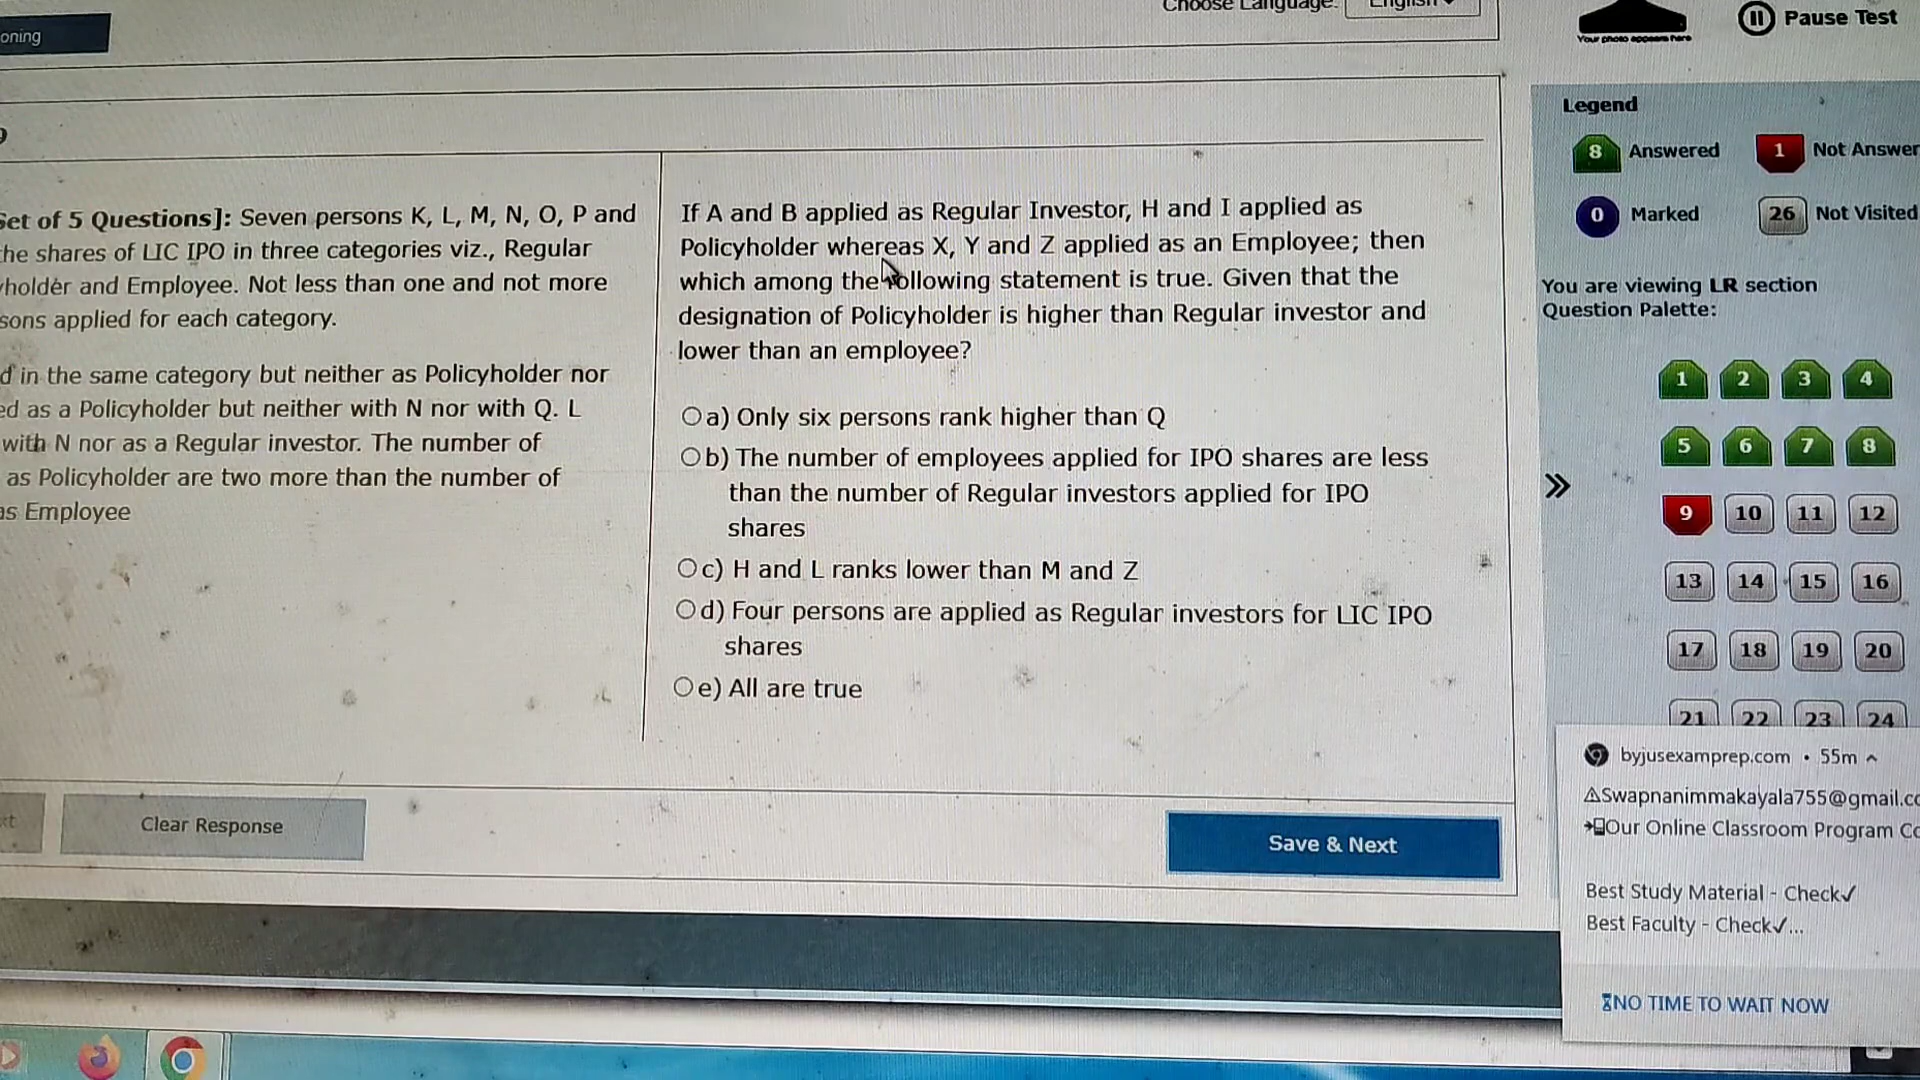 Choose Language: English
oning
Your photo appears here
Pause Test
Legend
8 Answered
1 Not Answer
0 Marked
26 Not Visited
You are viewing LR section
Question Palette:
1 2 3 4
5 6 7 8
9 10 11 12
13 14 15 16
17 18 19 20
21 22 23 24
Set of 5 Questions]: Seven persons K, L, M, N, O, P and
the shares of LIC IPO in three categories viz., Regular
yholder and Employee. Not less than one and not more
sons applied for each category.
d in the same category but neither as Policyholder nor
ed as a Policyholder but neither with N nor with Q. L
with N nor as a Regular investor. The number of
as Policyholder are two more than the number of
as Employee
If A and B applied as Regular Investor, H and I applied as
Policyholder whereas X, Y and Z applied as an Employee; then
which among the following statement is true. Given that the
designation of Policyholder is higher than Regular investor and
lower than an employee?
a) Only six persons rank higher than Q
b) The number of employees applied for IPO shares are less
than the number of Regular investors applied for IPO
shares
c) H and L ranks lower than M and Z
d) Four persons are applied as Regular investors for LIC IPO
shares
e) All are true
Clear Response
Save & Next
byjusexamprep.com • 55m
⚠Swapnanimmakayala755@gmail.co
Our Online Classroom Program Co
Best Study Material - Check✓
Best Faculty - Check✓...
⌛NO TIME TO WAIT NOW